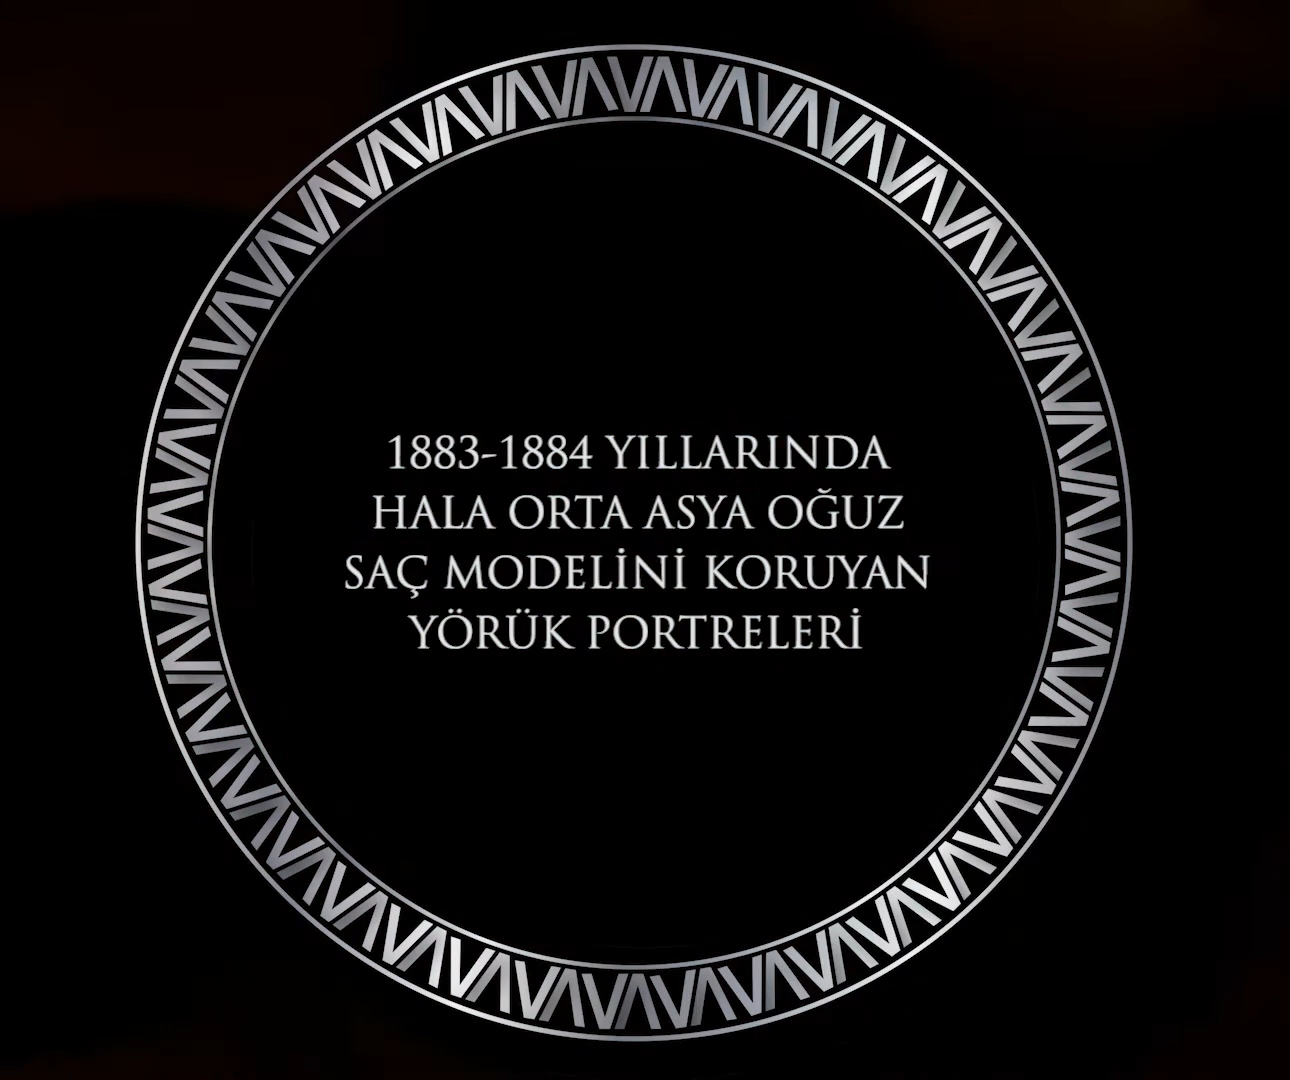 1883-1884 YILLARINDA
HALA ORTA ASYA OĞUZ
SAÇ MODELİNİ KORUYAN
YÖRÜK PORTRELERİ